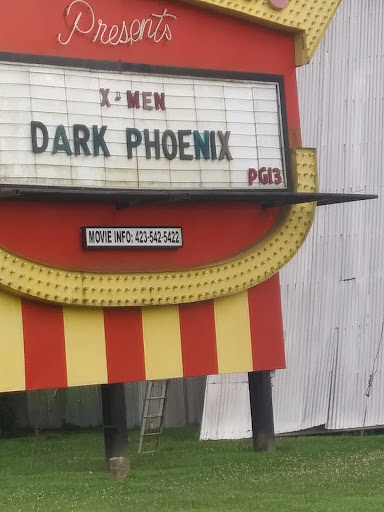 Presents
X-MEN
DARK PHOENIX
PG13
MOVIE INFO: 423-542-5422